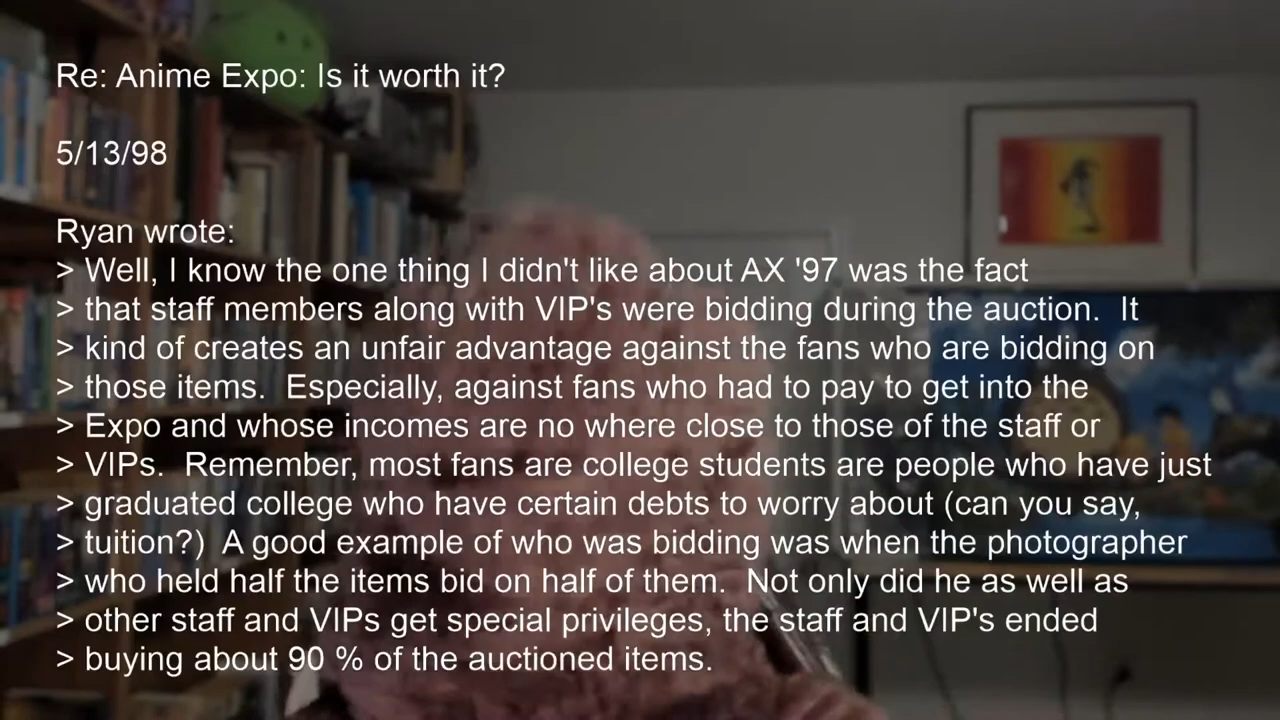 Re: Anime Expo: Is it worth it?
5/13/98
Ryan wrote:
> Well, I know the one thing I didn't like about AX '97 was the fact
> that staff members along with VIP's were bidding during the auction.  It
> kind of creates an unfair advantage against the fans who are bidding on
> those items.  Especially, against fans who had to pay to get into the
> Expo and whose incomes are no where close to those of the staff or
> VIPs.  Remember, most fans are college students are people who have just
> graduated college who have certain debts to worry about (can you say,
> tuition?)  A good example of who was bidding was when the photographer
> who held half the items bid on half of them.  Not only did he as well as
> other staff and VIPs get special privileges, the staff and VIP's ended
> buying about 90 % of the auctioned items.